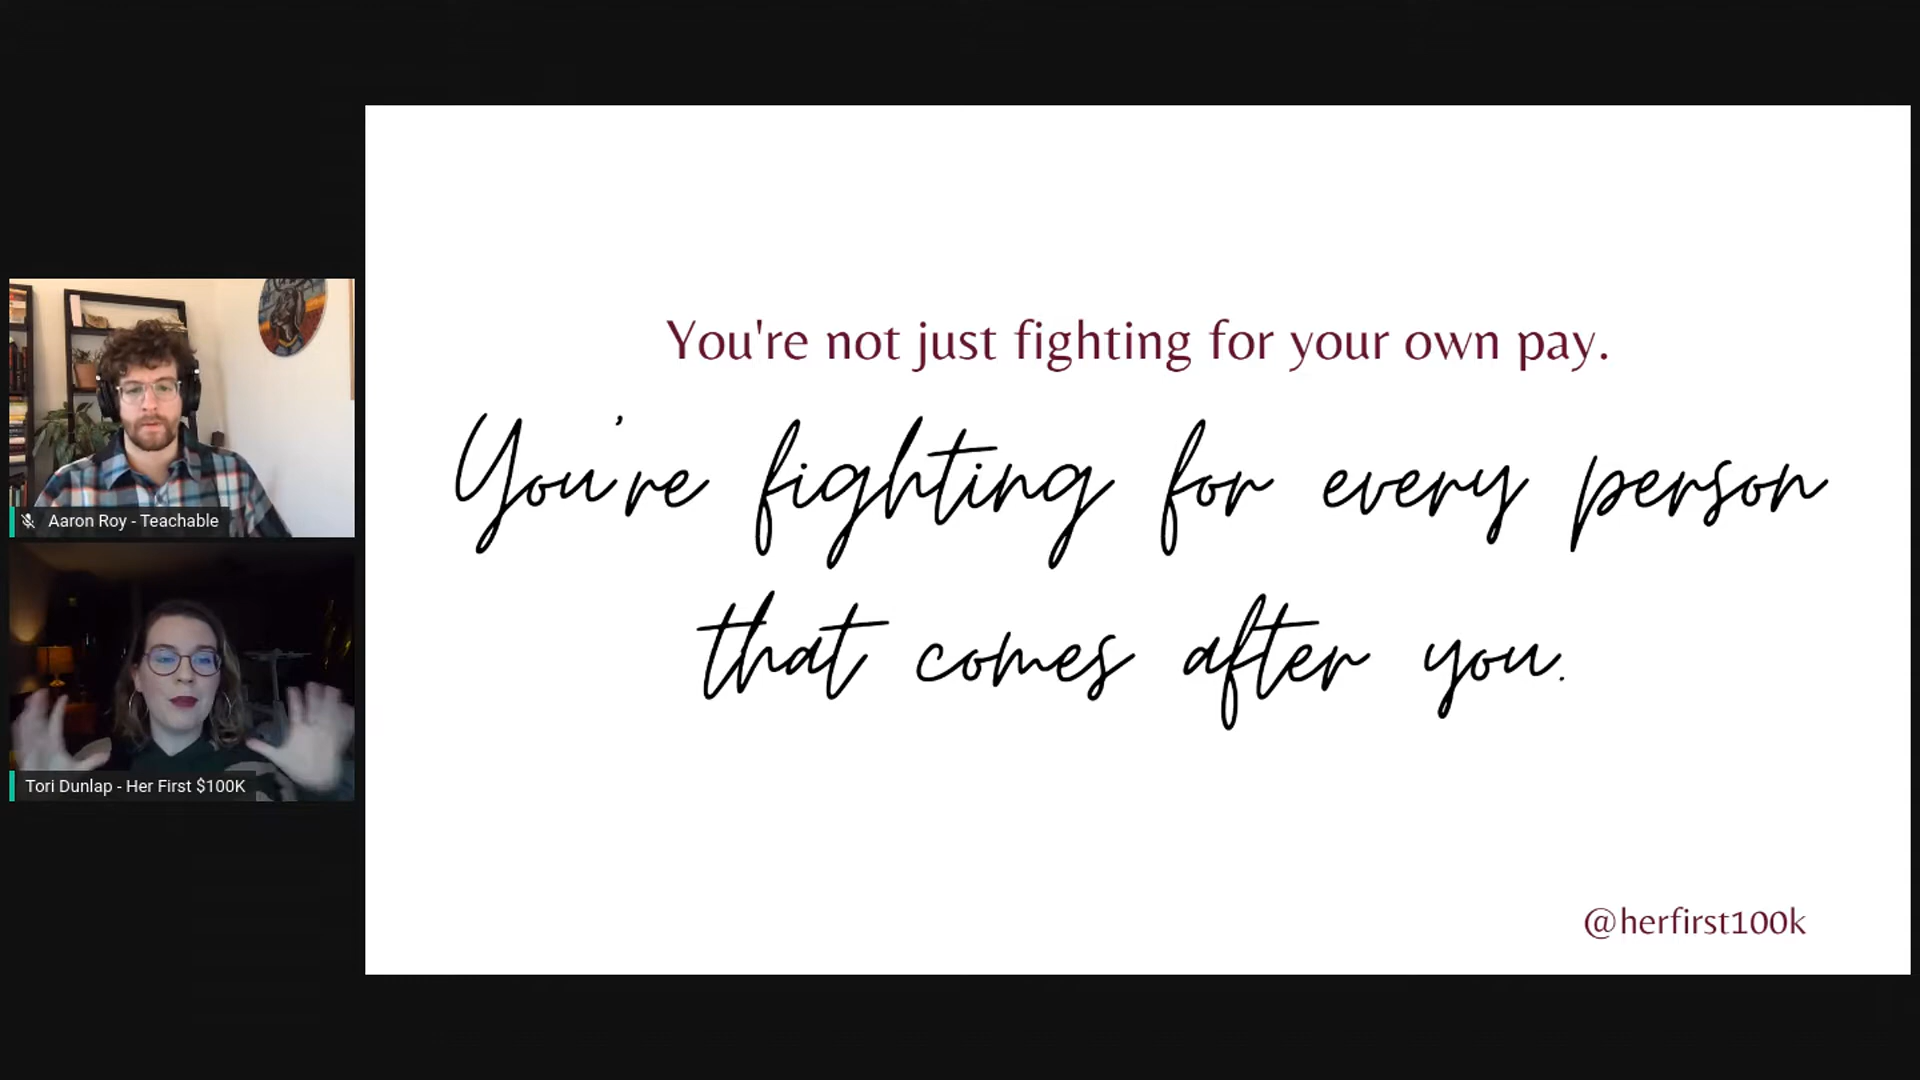 You're not just fighting for your own pay.
You're fighting for every person
that comes after you.
@herfirst100k
Aaron Roy - Teachable
Tori Dunlap - Her First $100K